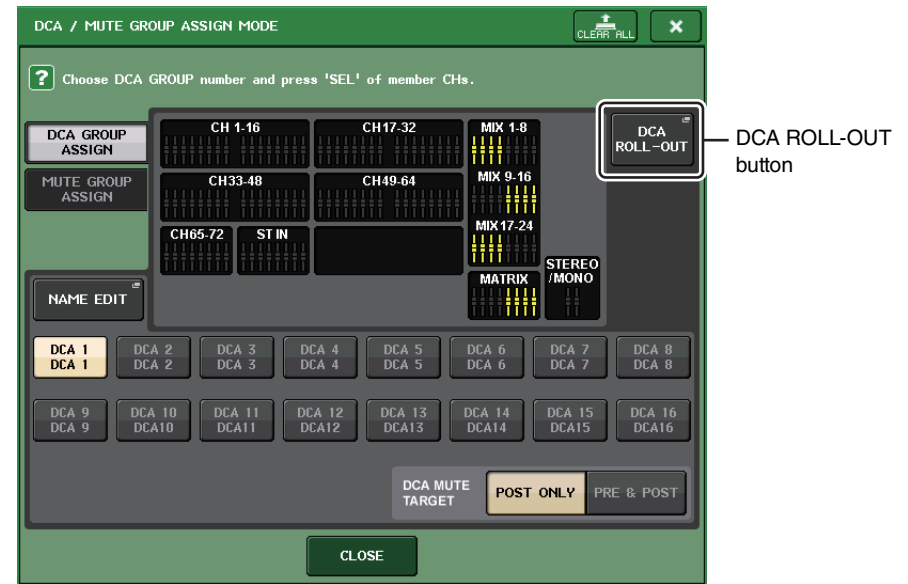 DCA / MUTE GROUP ASSIGN MODE
CLEAR ALL
? Choose DCA GROUP number and press 'SEL' of member CHs.
DCA GROUP
ASSIGN
MUTE GROUP
ASSIGN
CH 1-16
CH17-32
MIX 1-8
CH33-48
CH49-64
MIX 9-16
CH65-72
ST IN
MIX17-24
MATRIX
STEREO
/MONO
DCA
ROLL-OUT
DCA ROLL-OUT
button
NAME EDIT
DCA 1
DCA 1
DCA 2
DCA 2
DCA 3
DCA 3
DCA 4
DCA 4
DCA 5
DCA 5
DCA 6
DCA 6
DCA 7
DCA 7
DCA 8
DCA 8
DCA 9
DCA 9
DCA 10
DCA10
DCA 11
DCA11
DCA 12
DCA12
DCA 13
DCA13
DCA 14
DCA14
DCA 15
DCA15
DCA 16
DCA16
DCA MUTE
TARGET
POST ONLY
PRE & POST
CLOSE